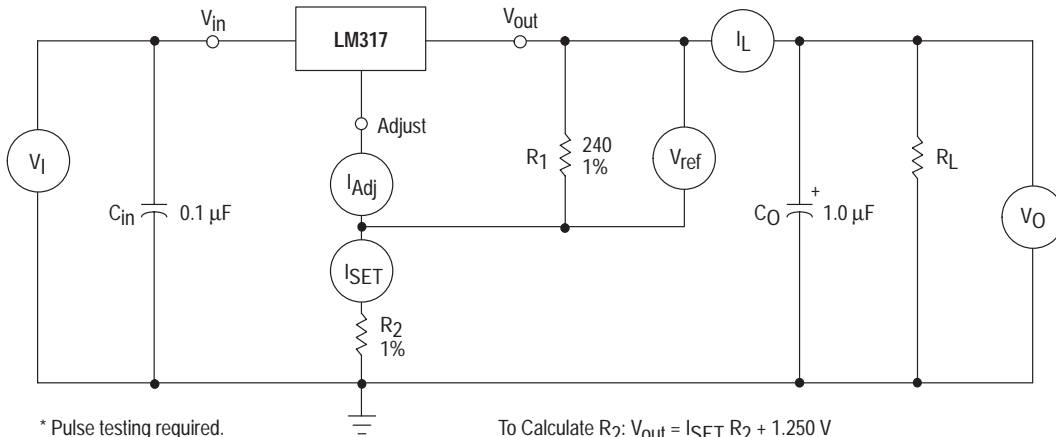 Vin
LM317
Vout
IL
Adjust
VI
Cin
0.1 μF
IAdj
R1
240
1%
Vref
CO
+
1.0 μF
RL
VO
ISET
R2
1%
* Pulse testing required.
To Calculate R2: Vout = ISET R2 + 1.250 V